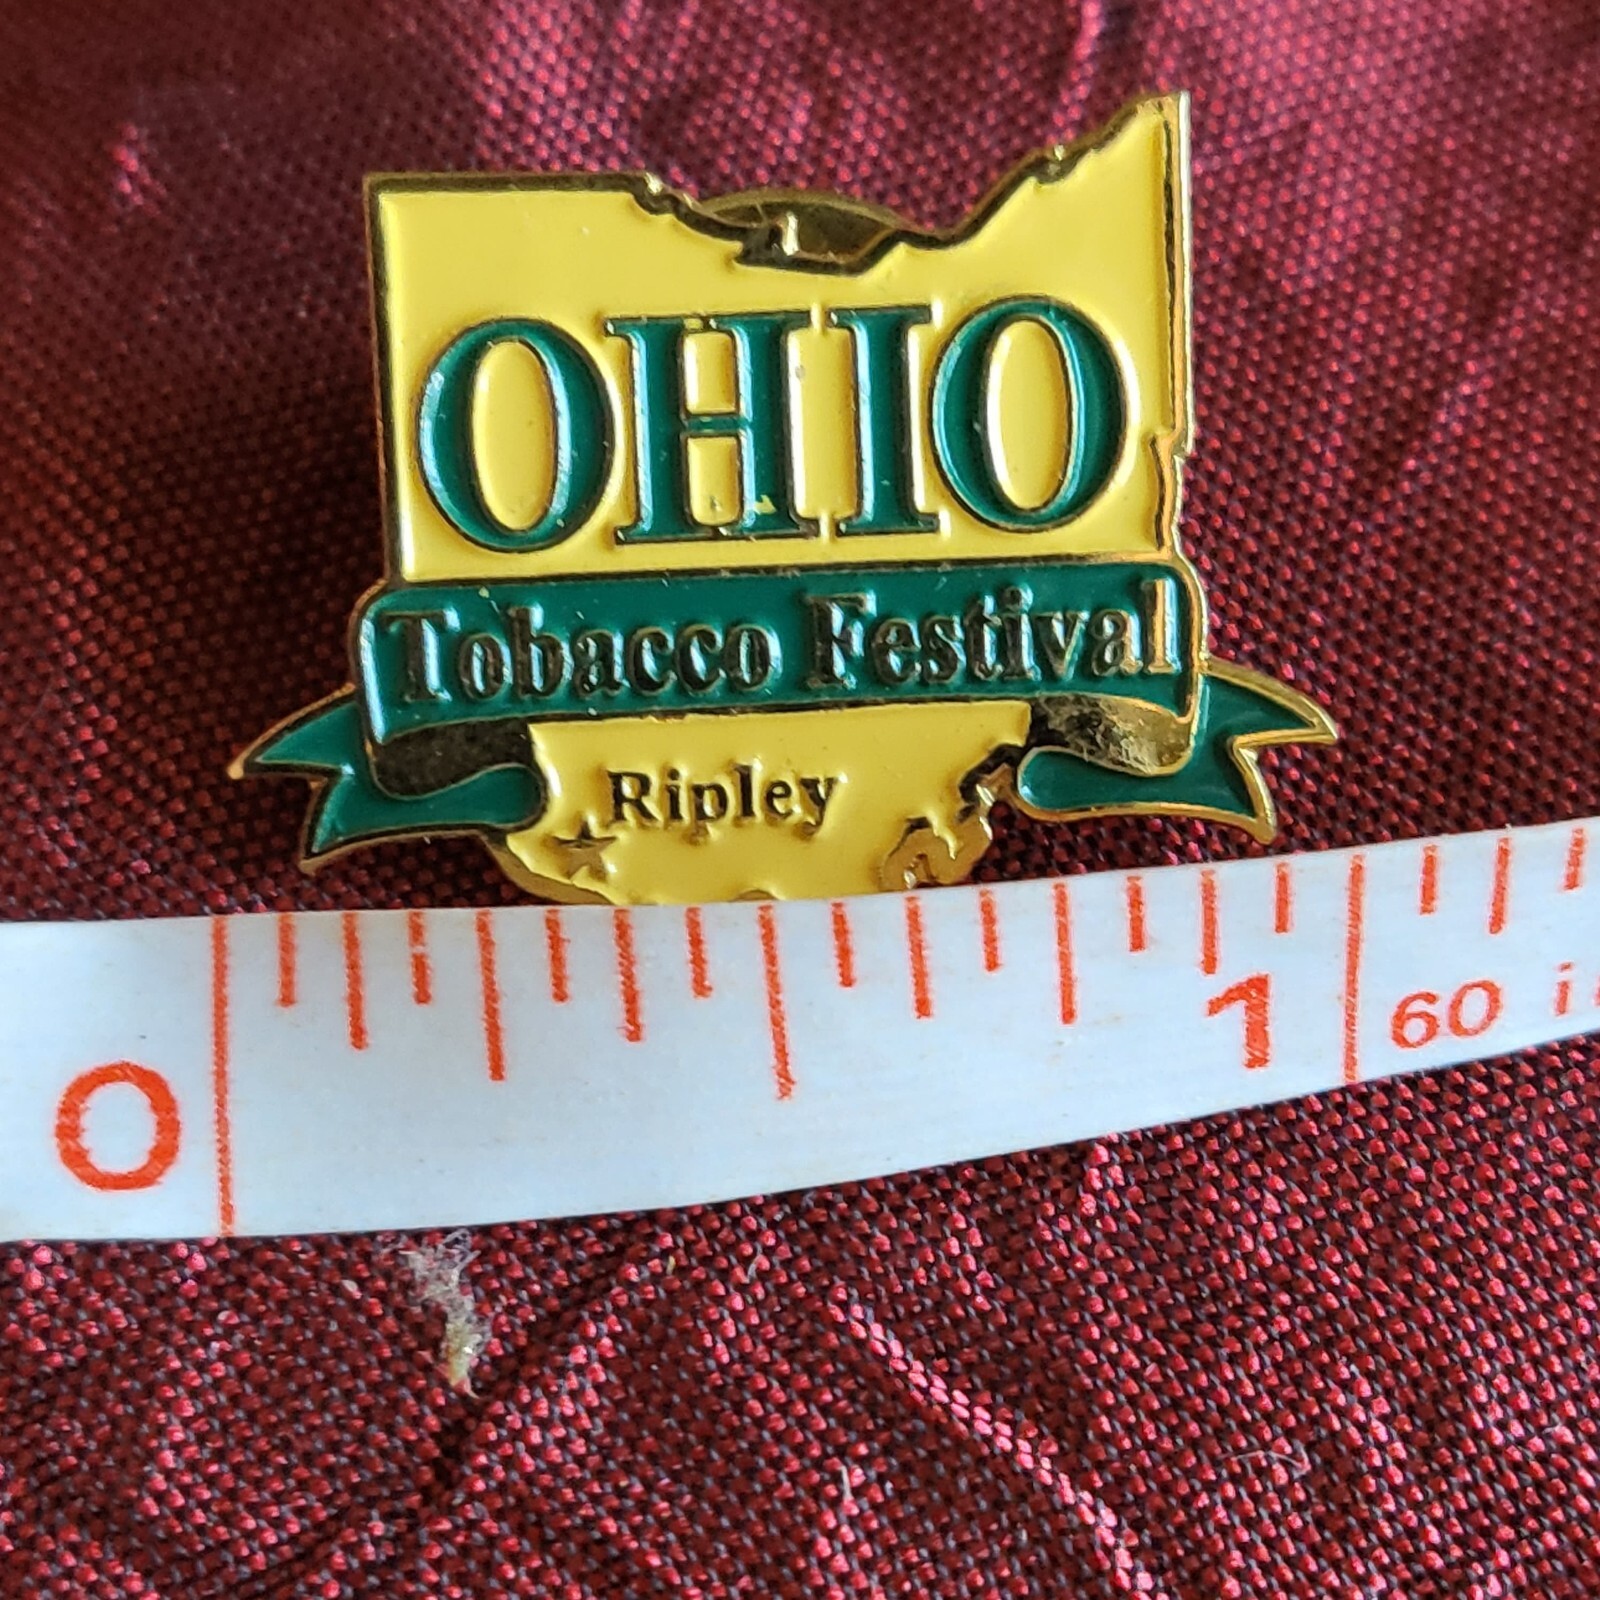 OHIO
Tobacco Festival
Ripley
0 1 60 i